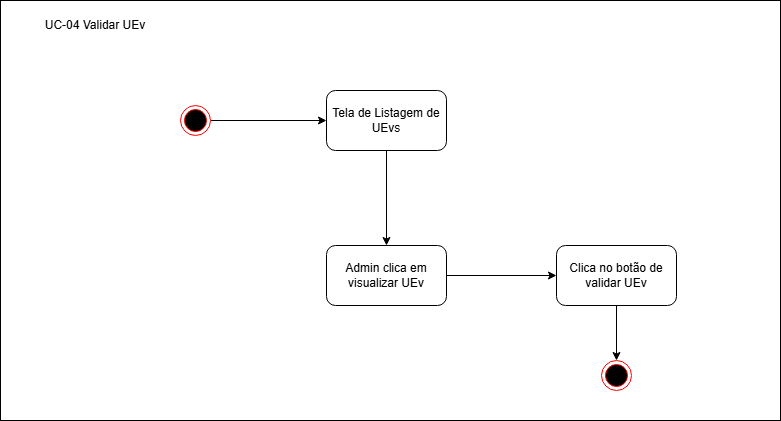 UC-04 Validar UEv
Tela de Listagem de
UEvs
Admin clica em
visualizar UEv
Clica no botão de
validar UEv